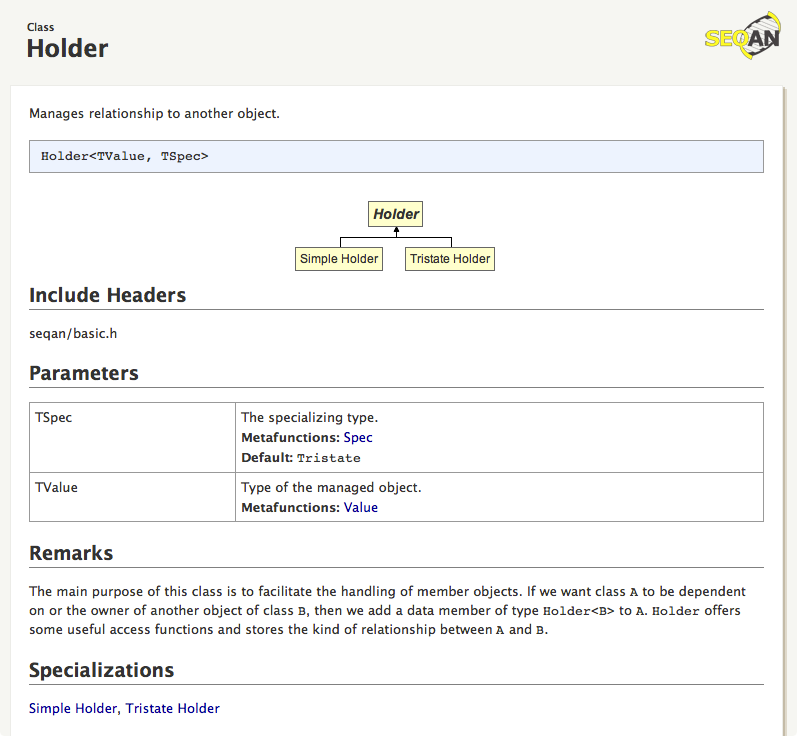 Class
Holder
SEQAN
Manages relationship to another object.
Holder<TValue, TSpec>
Holder
Simple Holder
Tristate Holder
Include Headers
seqan/basic.h
Parameters
TSpec
The specializing type.
Metafunctions: Spec
Default: Tristate
TValue
Type of the managed object.
Metafunctions: Value
Remarks
The main purpose of this class is to facilitate the handling of member objects. If we want class A to be dependent
on or the owner of another object of class B, then we add a data member of type Holder<B> to A. Holder offers
some useful access functions and stores the kind of relationship between A and B.
Specializations
Simple Holder, Tristate Holder